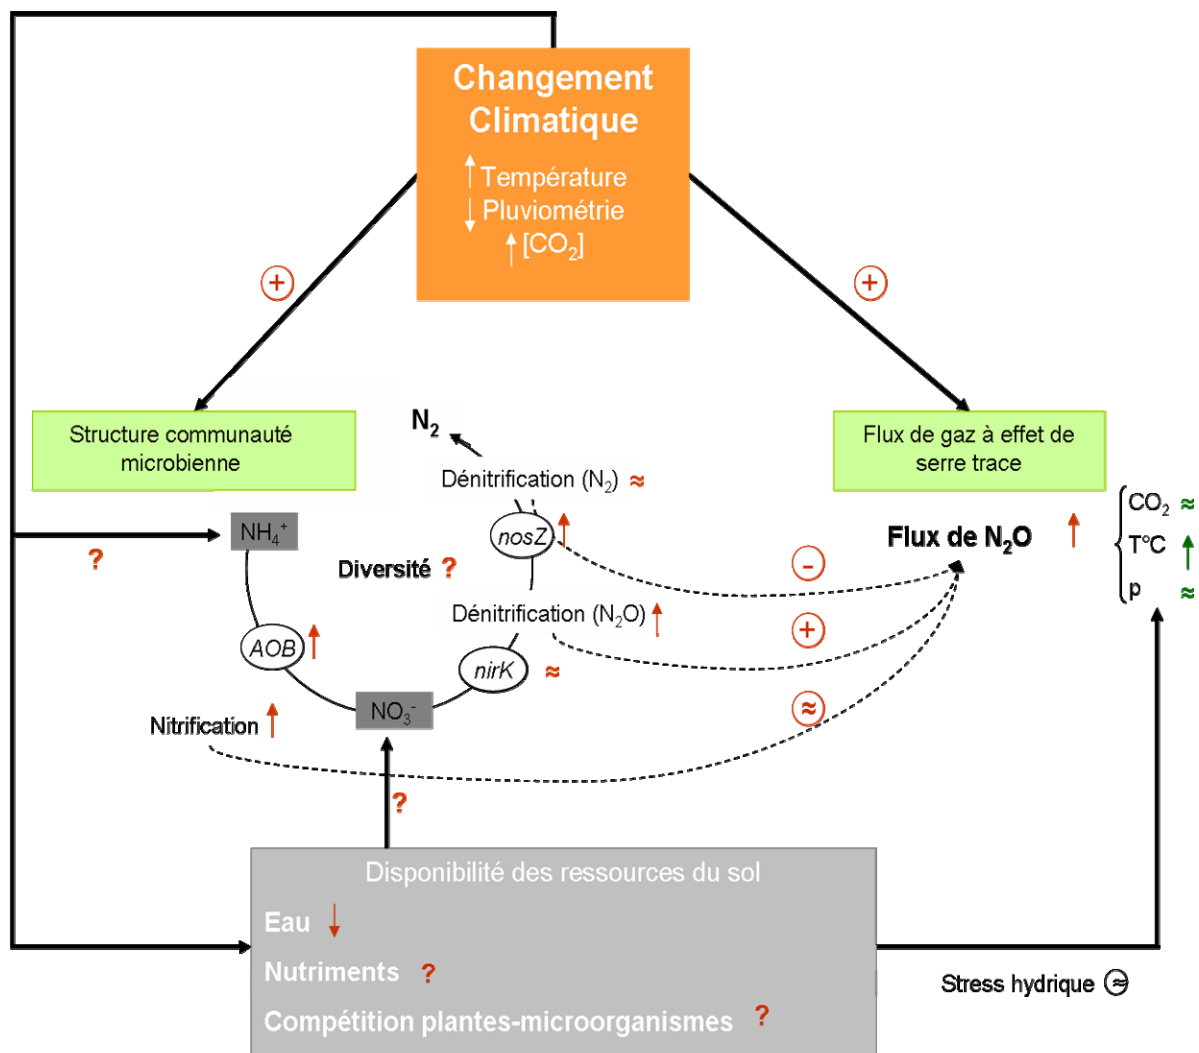 Changement
Climatique
↑ Température
↓ Pluviométrie
↑ [CO₂]
+
+
Structure communauté
microbienne
N₂
Flux de gaz à effet de
serre trace
Dénitrification (N₂) ≈
CO₂ ≈
NH₄⁺
nosZ ↑
Flux de N₂O ↑
T°C ↑
?
Diversité ?
-
p ≈
Dénitrification (N₂O) ↑
+
AOB ↑
nirK ≈
NO₃⁻
≈
Nitrification ↑
?
Disponibilité des ressources du sol
Eau ↓
Nutriments ?
Stress hydrique ≈
Compétition plantes-microorganismes ?